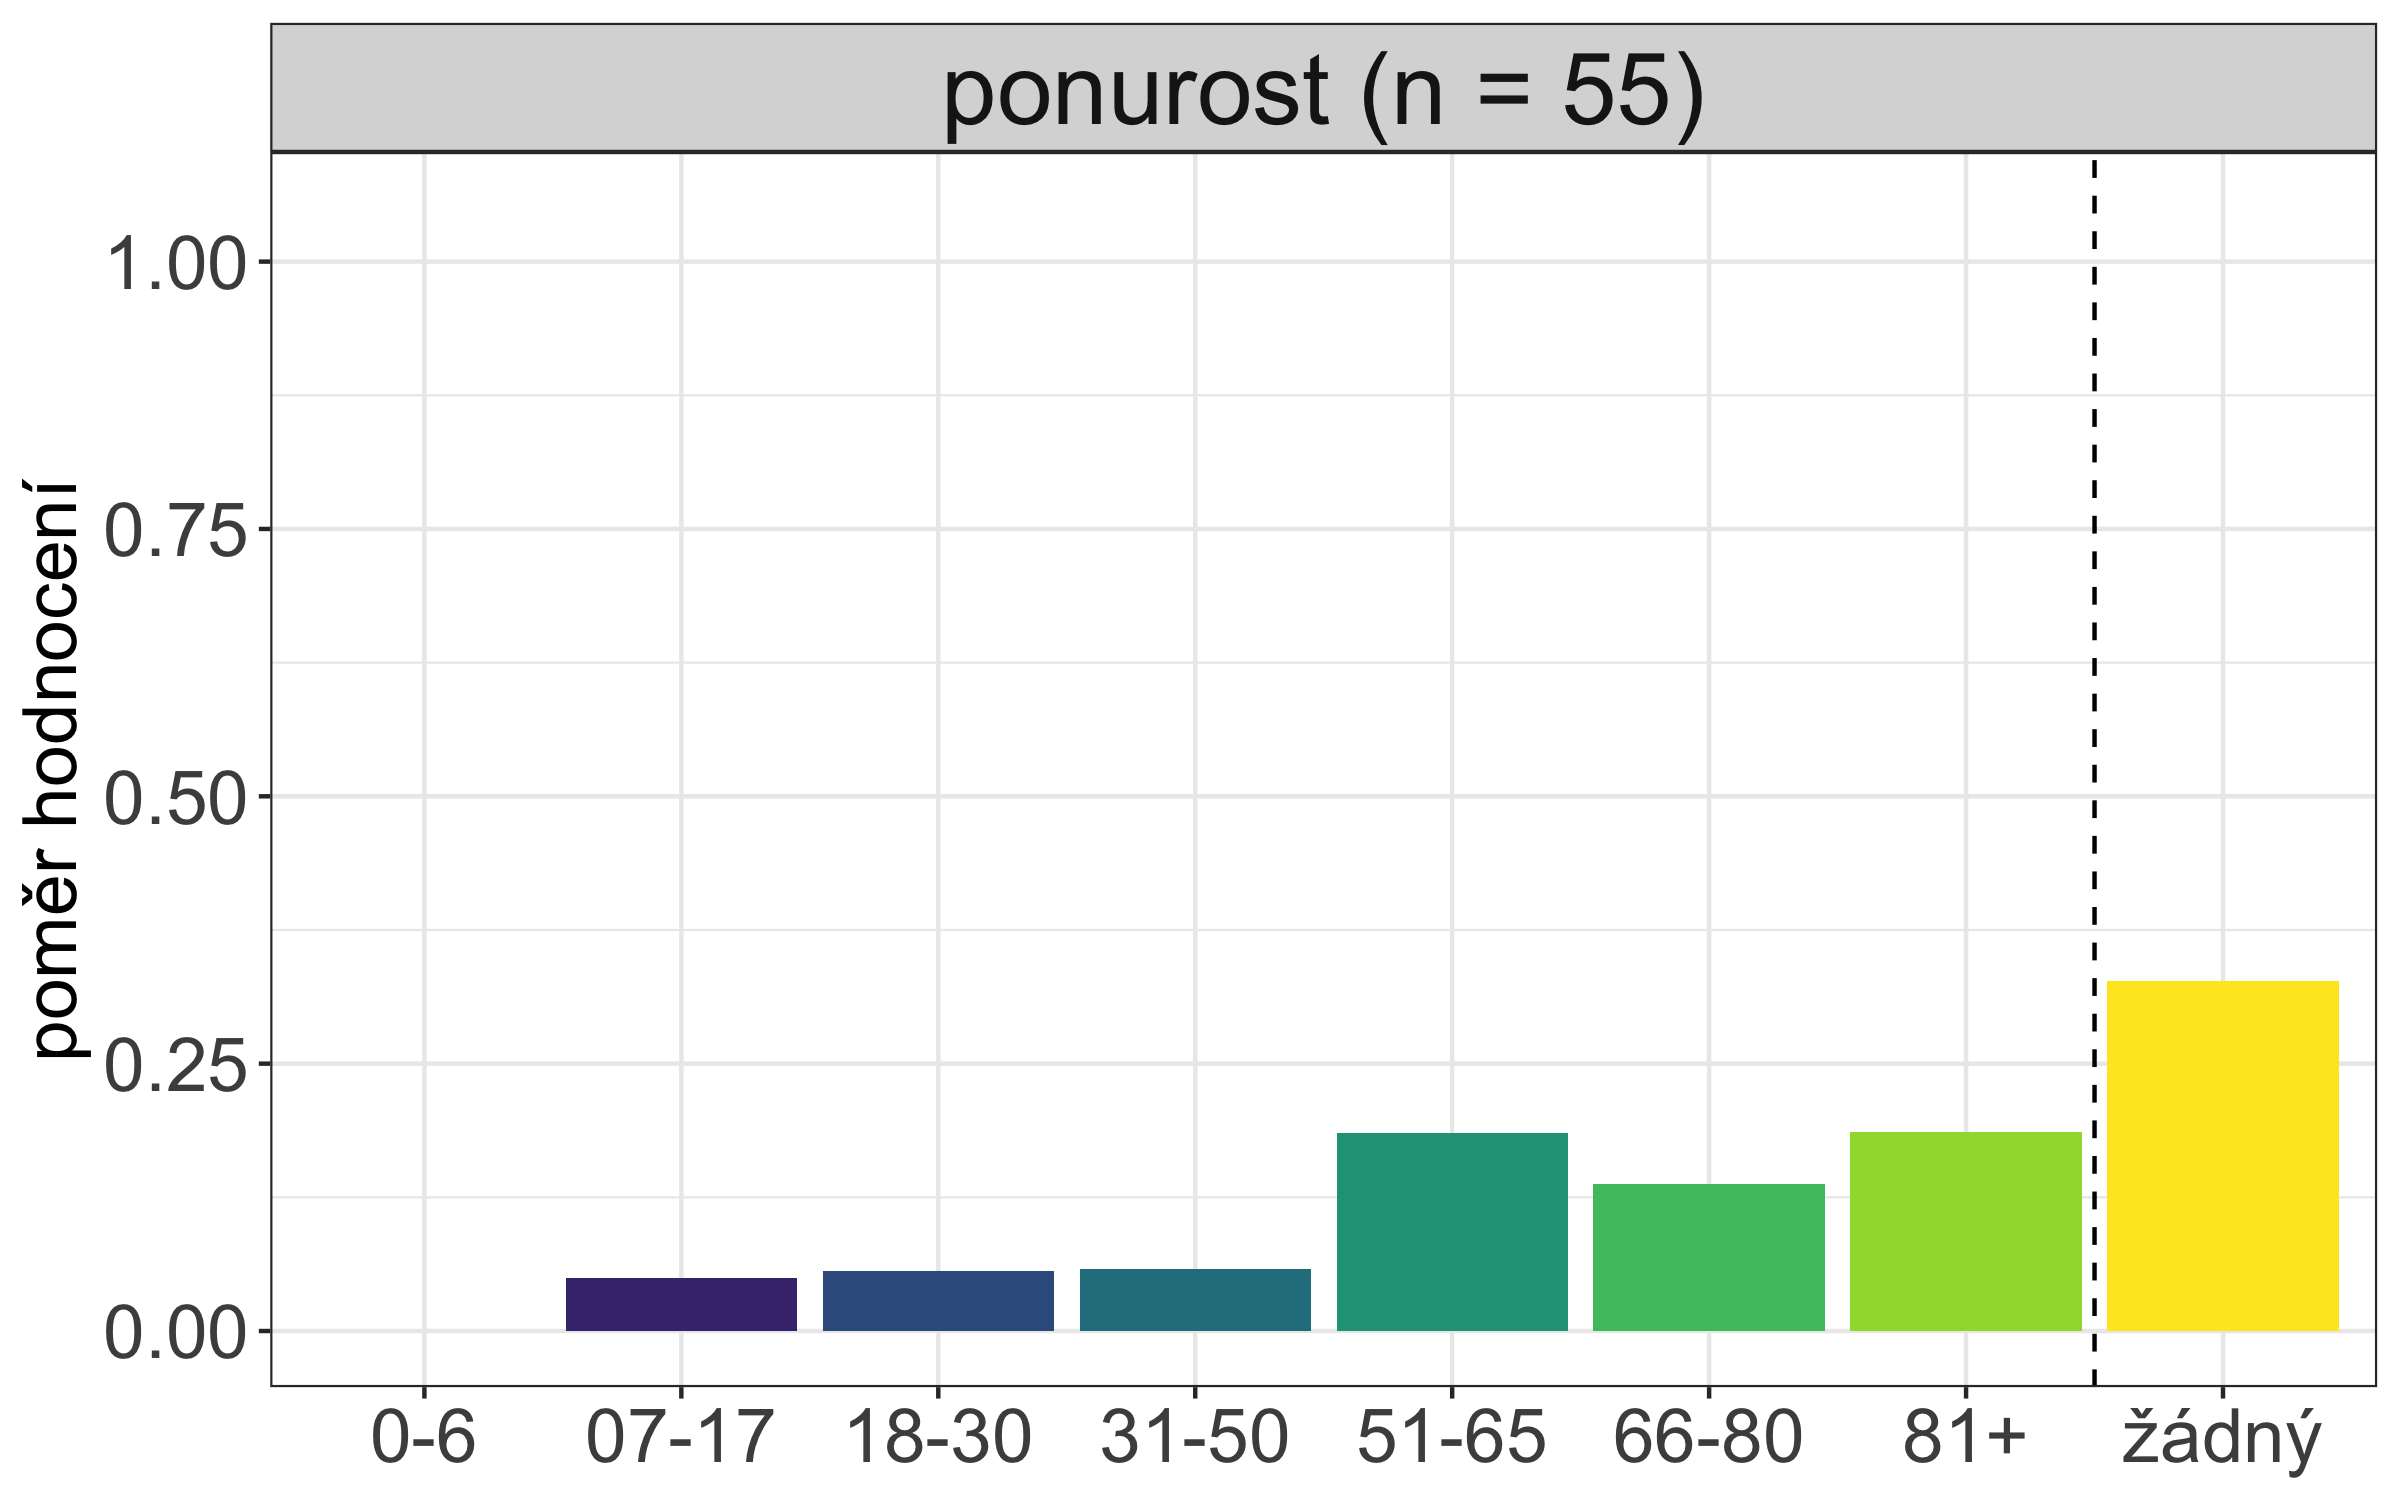 ponurost (n = 55)
poměr hodnocení
1.00
0.75
0.50
0.25
0.00
0-6 07-17 18-30 31-50 51-65 66-80 81+ žádný